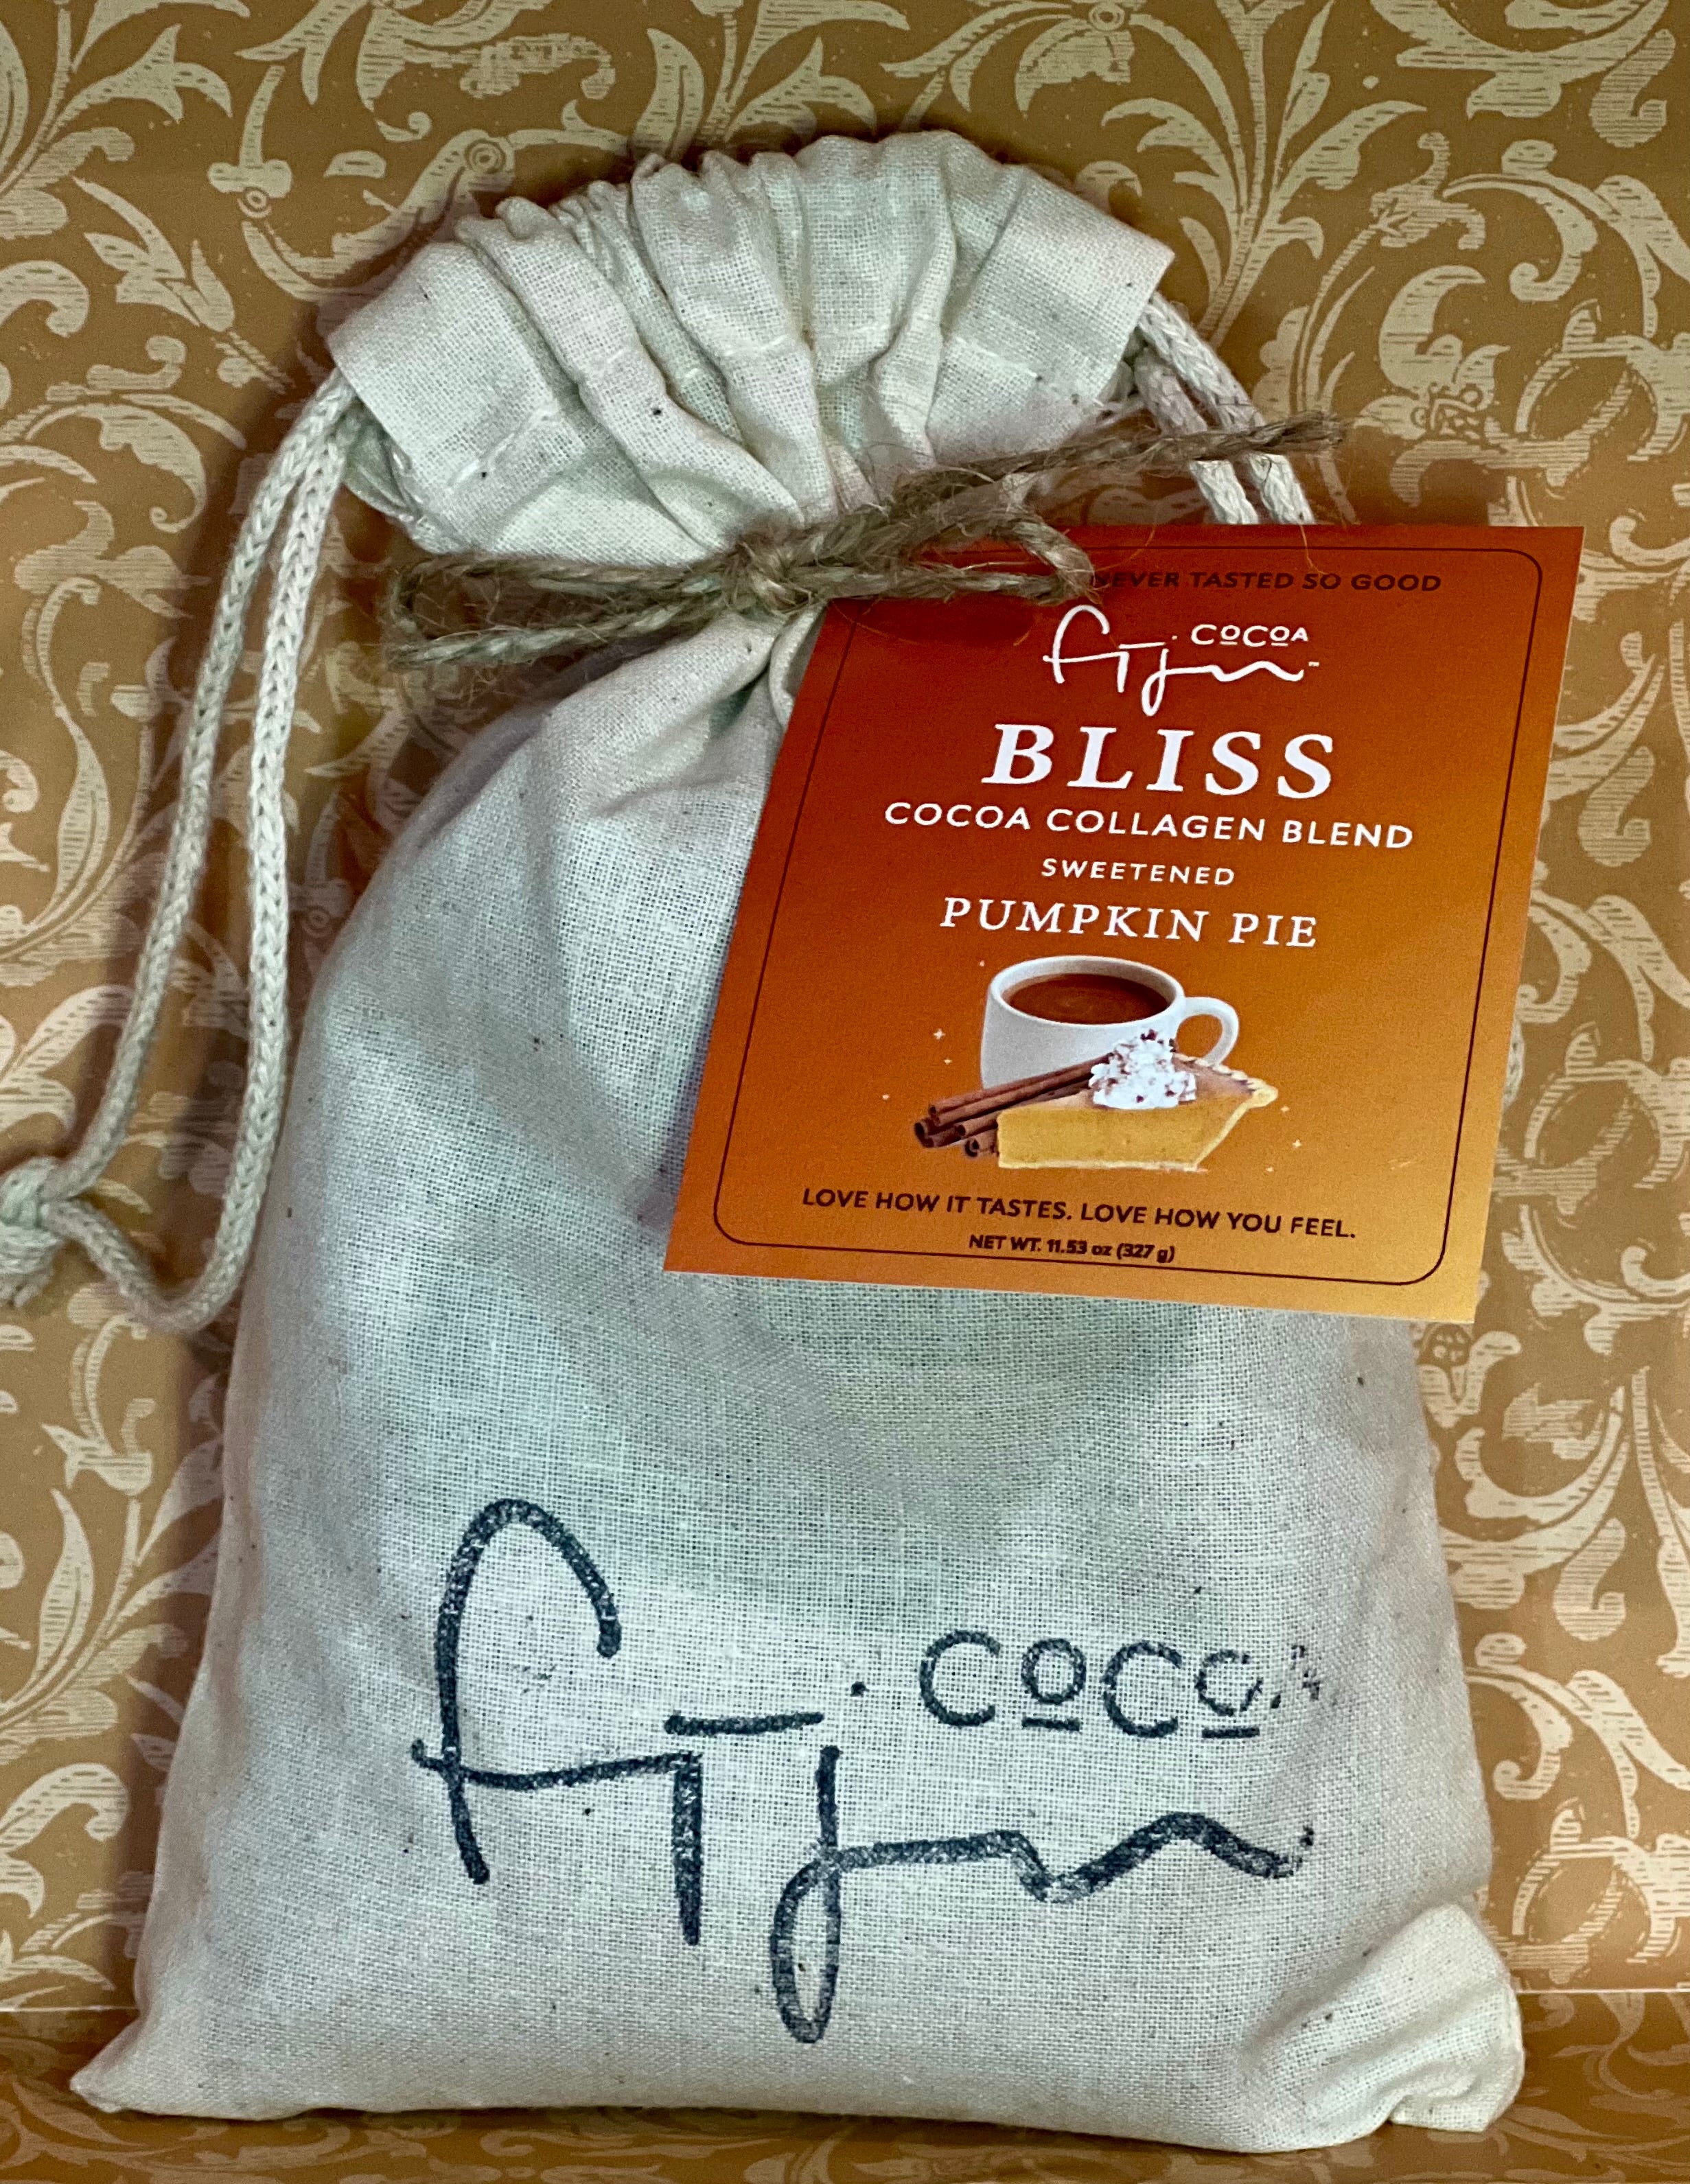 NEVER TASTED SO GOOD
COCOA
BLISS
COCOA COLLAGEN BLEND
SWEETENED
PUMPKIN PIE
LOVE HOW IT TASTES. LOVE HOW YOU FEEL.
NET WT. 11.53 oz (327 g)
COCO